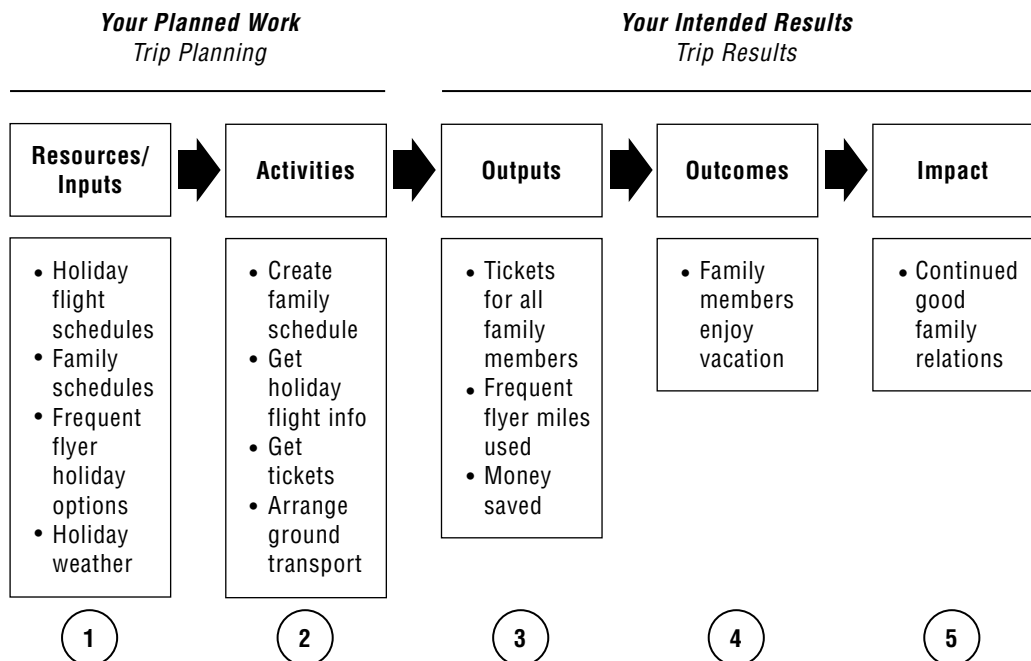 Your Planned Work
Trip Planning
Your Intended Results
Trip Results
Resources/
Inputs
Activities
Outputs
Outcomes
Impact
• Holiday
flight
schedules
• Family
schedules
• Frequent
flyer
holiday
options
• Holiday
weather
• Create
family
schedule
• Get
holiday
flight info
• Get
tickets
• Arrange
ground
transport
• Tickets
for all
family
members
• Frequent
flyer miles
used
• Money
saved
• Family
members
enjoy
vacation
• Continued
good
family
relations
1
2
3
4
5